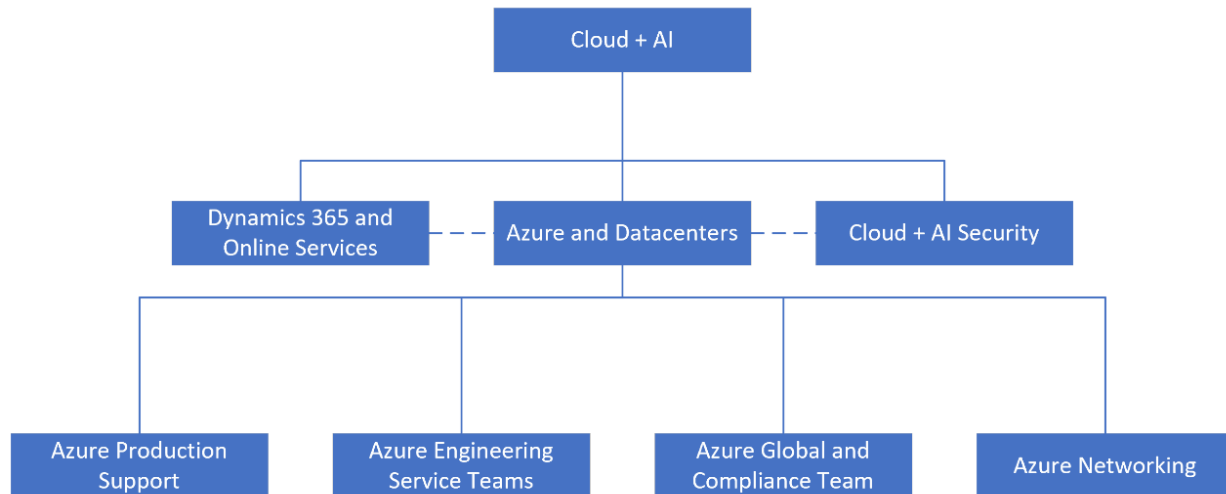 Cloud + AI
Dynamics 365 and
Online Services
Azure and Datacenters
Cloud + AI Security
Azure Production
Support
Azure Engineering
Service Teams
Azure Global and
Compliance Team
Azure Networking